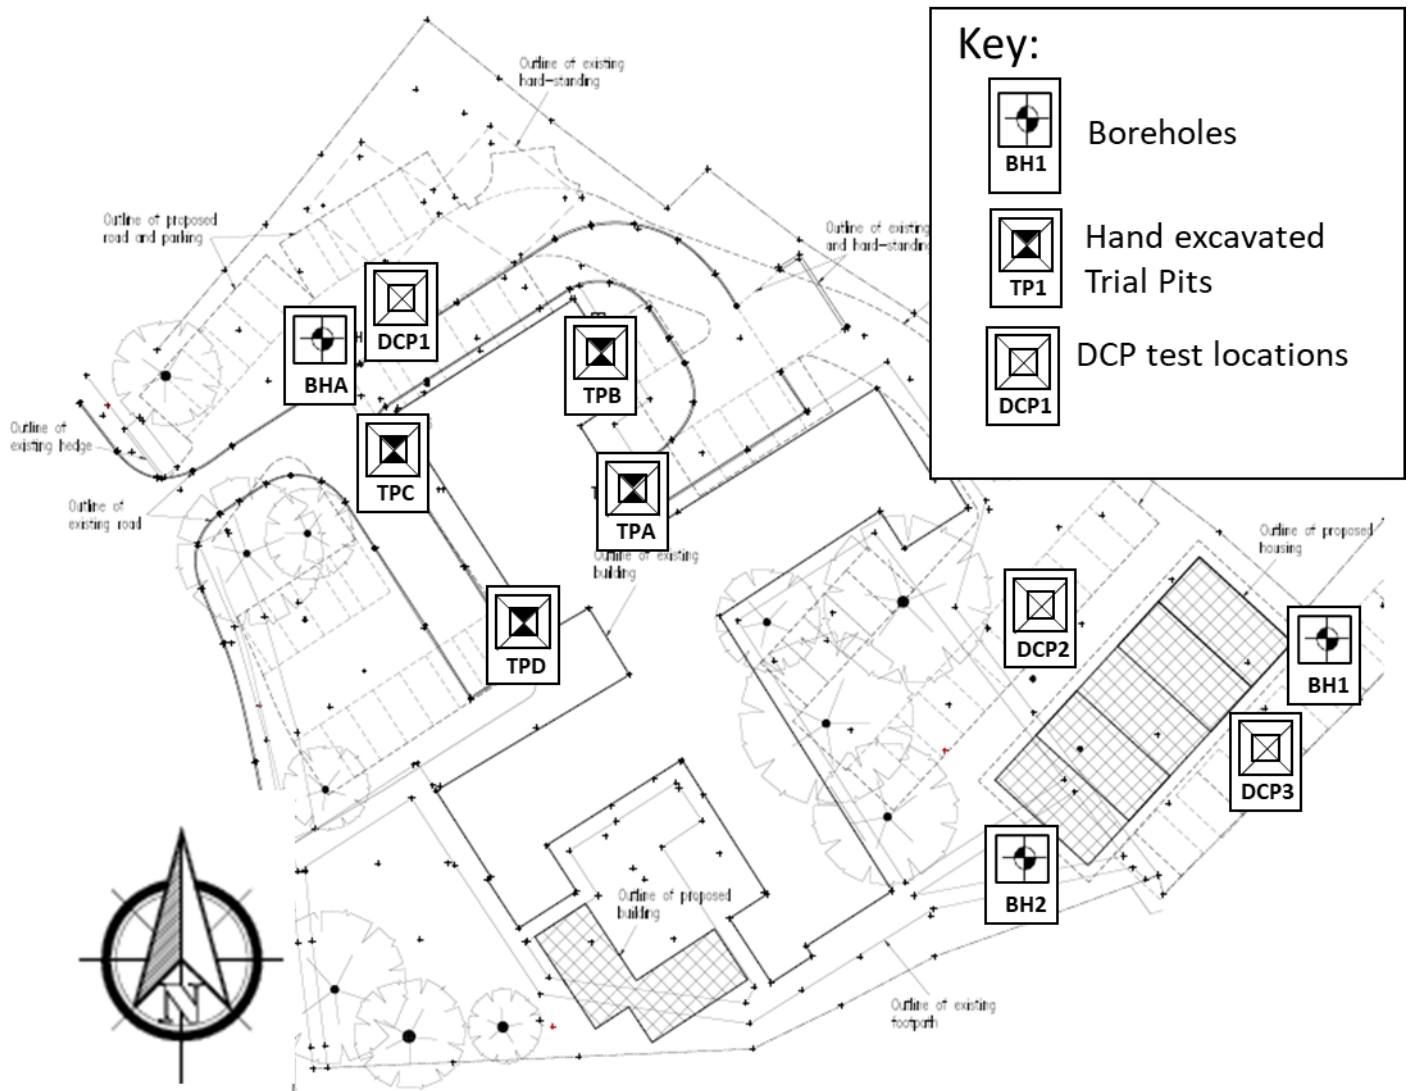 Key:
BH1
Boreholes
TP1
Hand excavated
Trial Pits
DCP1
DCP test locations
Outline of existing
hard-standing
Outline of proposed
road and parking
Outline of existing
and hard-standing
DCP1
BHA
TPB
Outline of
existing hedge
TPC
TPA
Outline of
existing road
Outline of existing
building
Outline of proposed
housing
TPD
DCP2
BH1
DCP3
BH2
Outline of proposed
building
Outline of existing
footpath
N